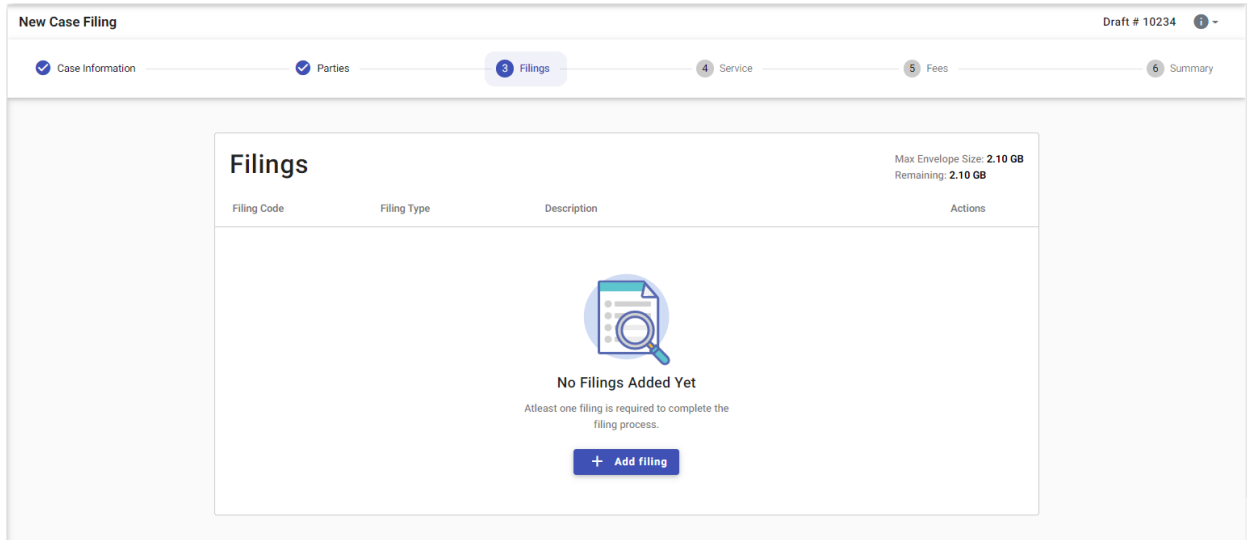 New Case Filing
Draft # 10234
Case Information
Parties
3 Filings
4 Service
5 Fees
6 Summary
Filings
Max Envelope Size: 2.10 GB
Remaining: 2.10 GB
Filing Code Filing Type Description Actions
No Filings Added Yet
Atleast one filing is required to complete the
filing process.
+ Add filing